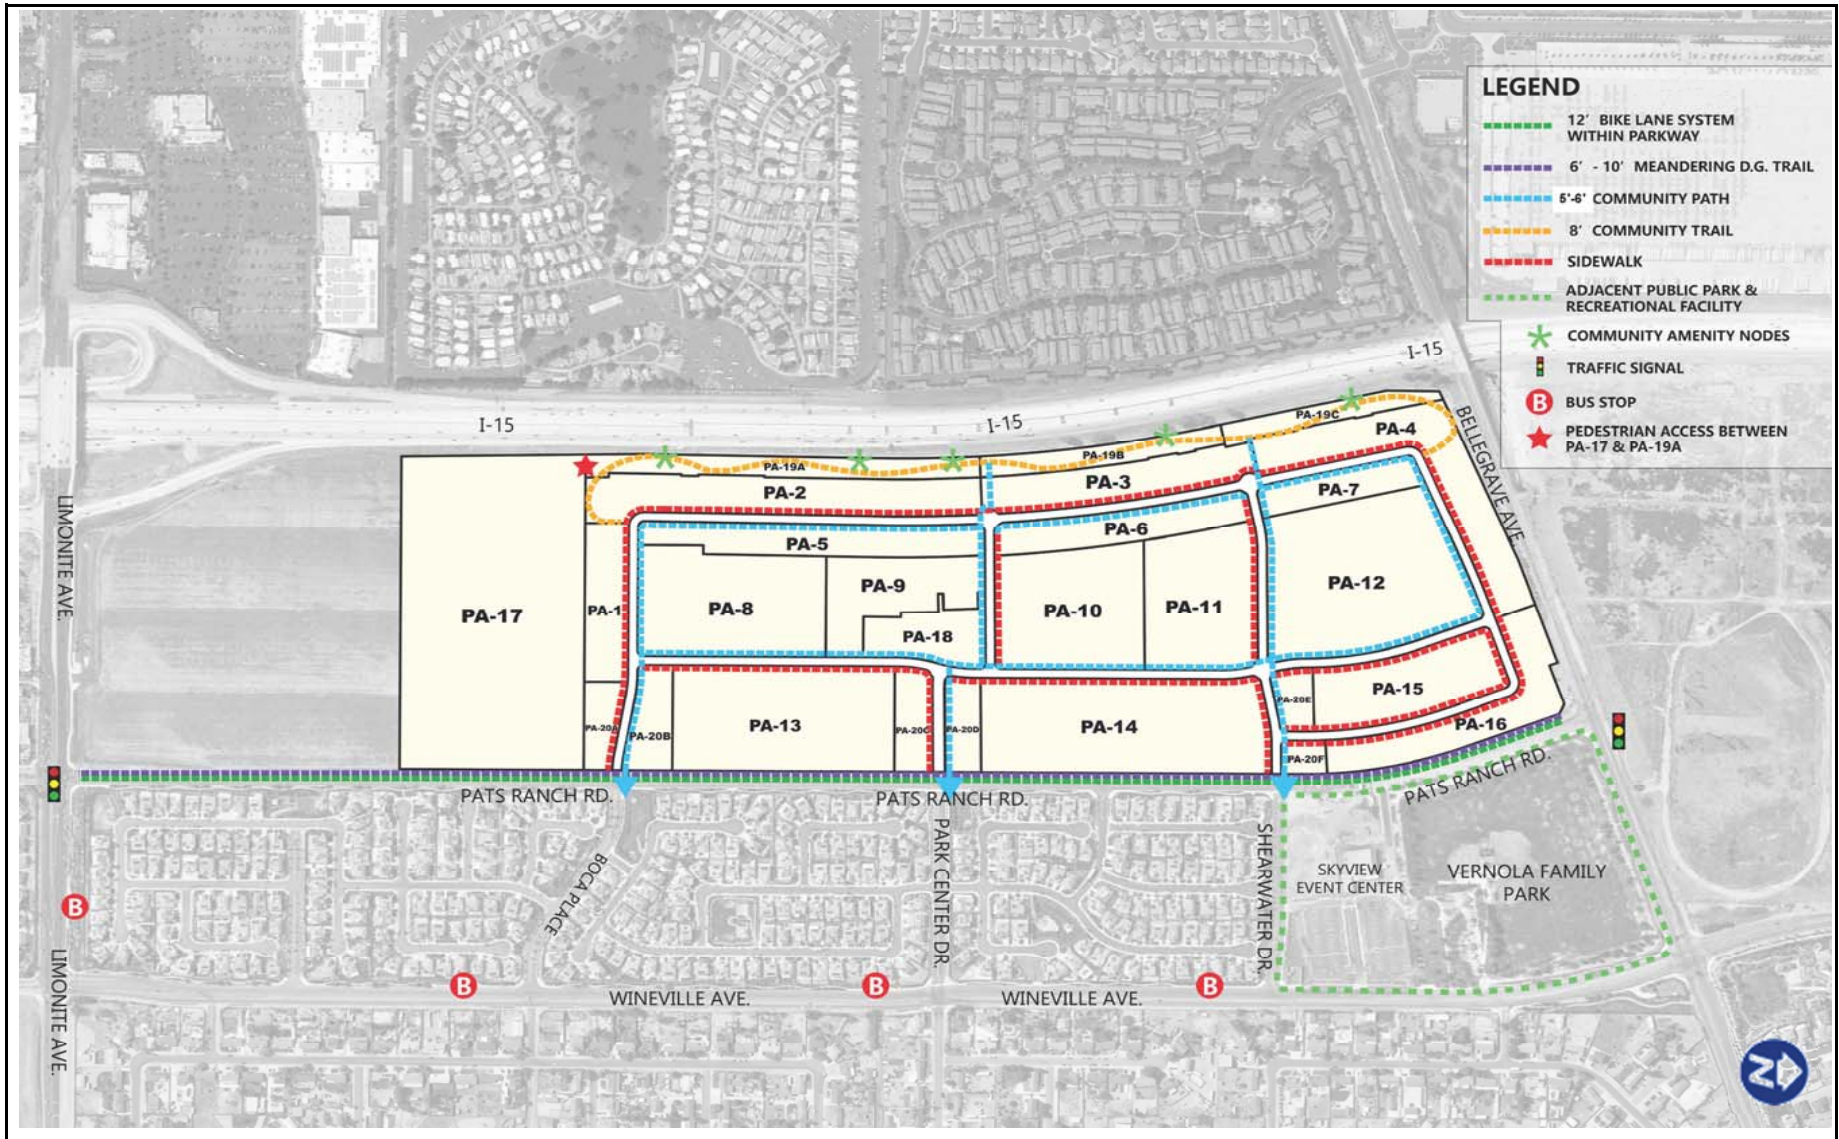 LEGEND
12' BIKE LANE SYSTEM
WITHIN PARKWAY
6' - 10' MEANDERING D.G. TRAIL
5'-6' COMMUNITY PATH
8' COMMUNITY TRAIL
SIDEWALK
ADJACENT PUBLIC PARK &
RECREATIONAL FACILITY
COMMUNITY AMENITY NODES
TRAFFIC SIGNAL
B BUS STOP
PEDESTRIAN ACCESS BETWEEN
PA-17 & PA-19A
I-15
I-15
I-15
BELLEGRAVE AVE.
PA-19C
PA-4
PA-19B
PA-19A
PA-2
PA-3
PA-7
PA-6
PA-5
LIMONITE AVE.
PA-17
PA-1
PA-8
PA-9
PA-18
PA-10
PA-11
PA-12
PA-15
PA-16
PA-20A
PA-20B
PA-13
PA-20C
PA-20D
PA-14
PA-20E
PA-20F
PATS RANCH RD.
PATS RANCH RD.
PATS RANCH RD.
BOCA PLACE
PARK CENTER DR.
SHEARWATER DR.
SKYVIEW
EVENT CENTER
VERNOLA FAMILY
PARK
B
B
B
B
LIMONITE AVE.
WINEVILLE AVE.
WINEVILLE AVE.
N